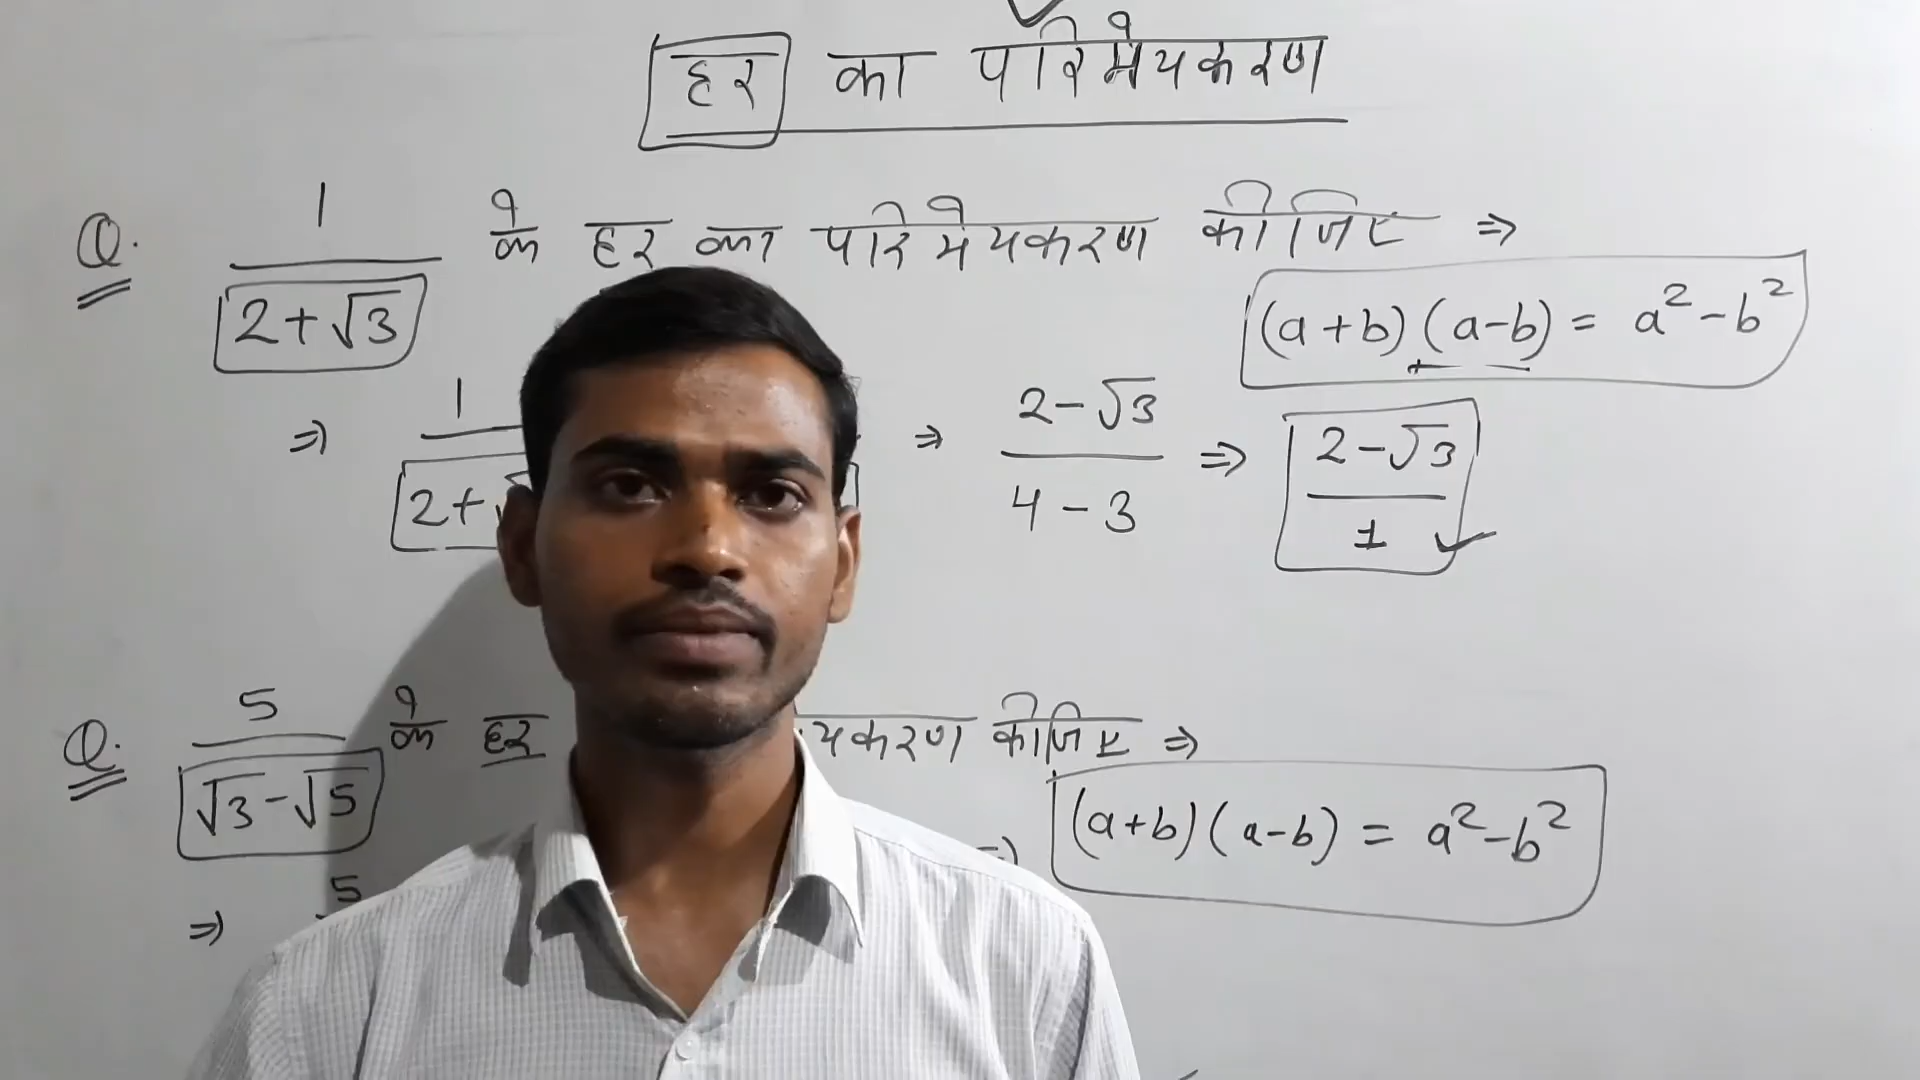 हर का परिमेयकरण
Q. 1/(2+√3) के हर का परिमेयकरण कीजिए ⇒
(a+b)(a-b) = a²-b²
⇒ 1/(2+√ ⇒ (2-√3)/(4-3) ⇒ (2-√3)/1
Q. 5/(√3-√5) के हर यकरण कीजिए ⇒
(a+b)(a-b) = a²-b²
⇒ 5